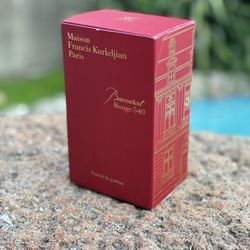 Maison
Francis Kurkdjian
Paris
Baccarat
Rouge 540
Extrait de parfum